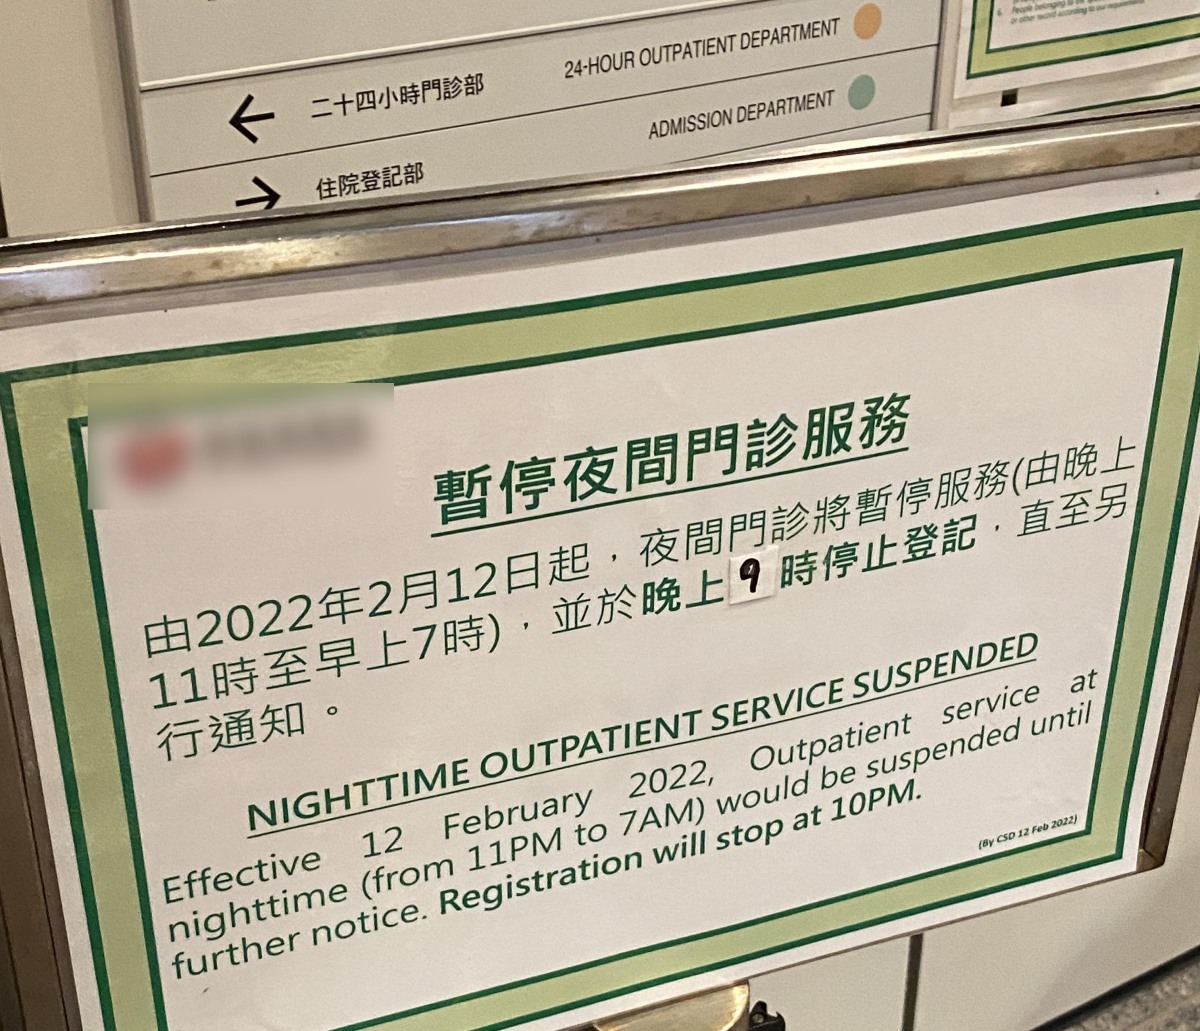 24-HOUR OUTPATIENT DEPARTMENT
二十四小時門診部
ADMISSION DEPARTMENT
住院登記部
暫停夜間門診服務
由2022年2月12日起，夜間門診將暫停服務(由晚上
11時至早上7時)，並於晚上9時停止登記，直至另
行通知。
NIGHTTIME OUTPATIENT SERVICE SUSPENDED
Effective 12 February 2022, Outpatient service at
nighttime (from 11PM to 7AM) would be suspended until
further notice. Registration will stop at 10PM.
(By CSD 12 Feb 2022)